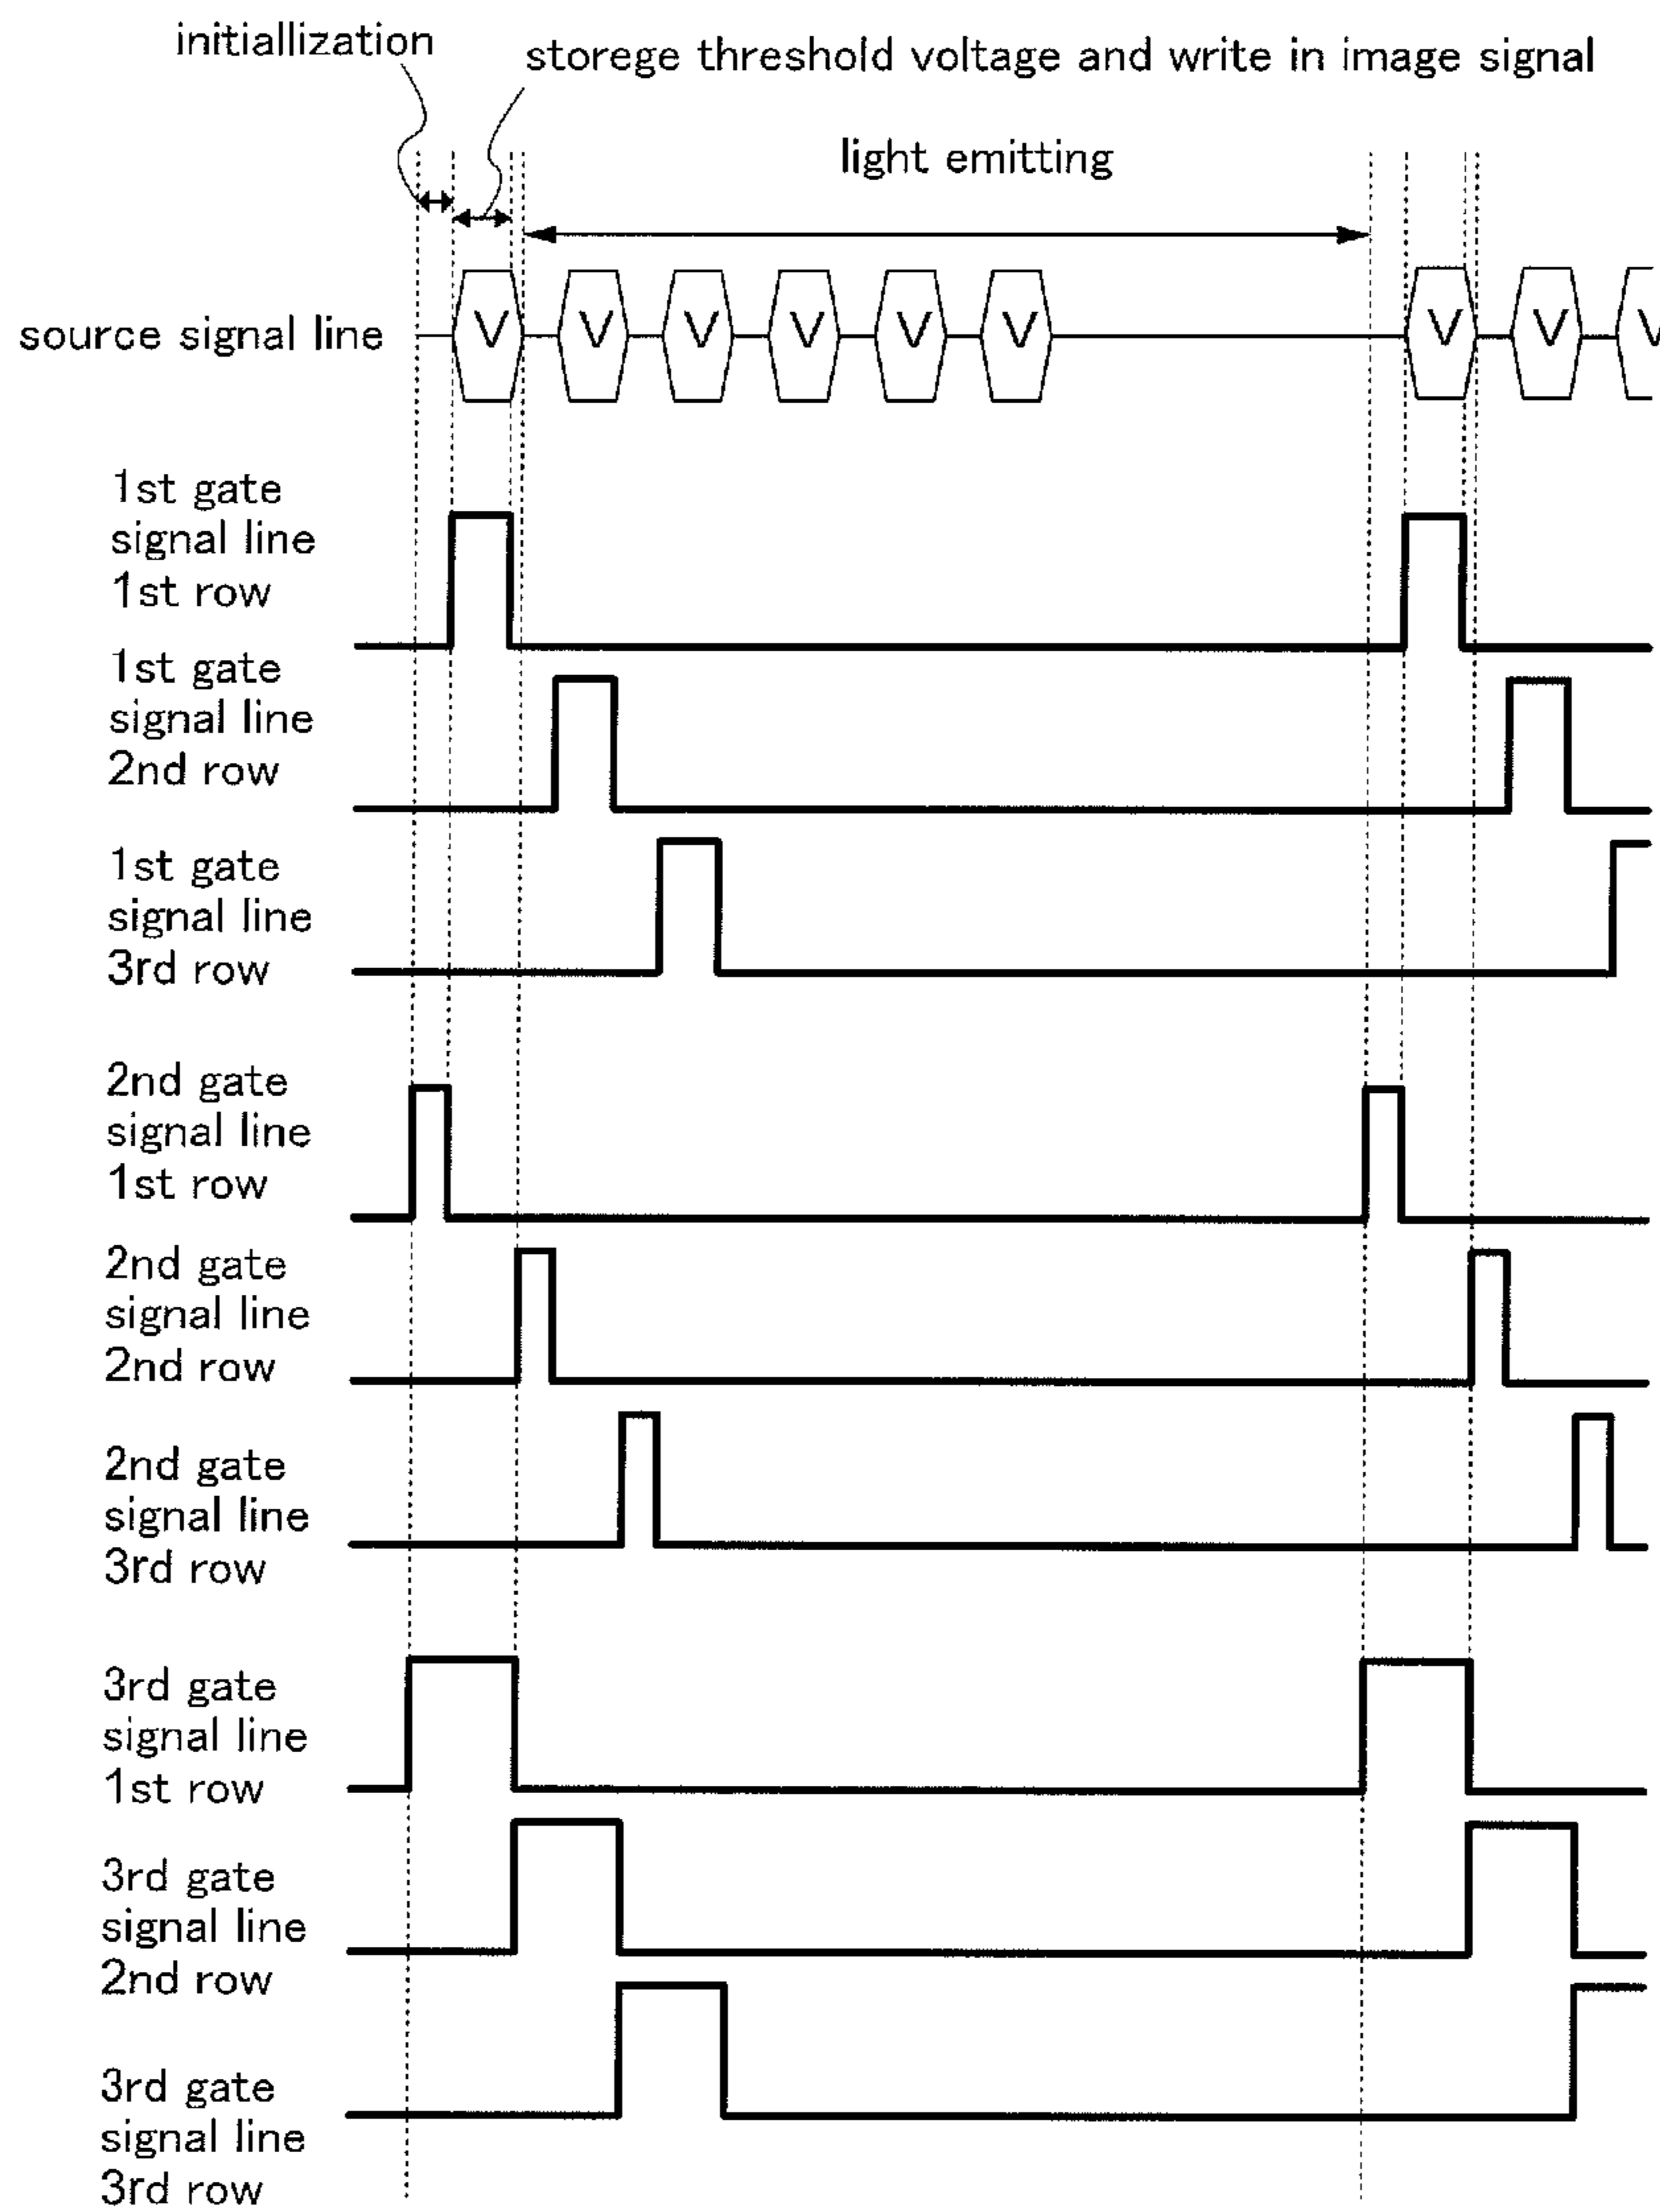 initiallization
storege threshold voltage and write in image signal
light emitting
source signal line
V V V V V V V V V
1st gate
signal line
1st row
1st gate
signal line
2nd row
1st gate
signal line
3rd row
2nd gate
signal line
1st row
2nd gate
signal line
2nd row
2nd gate
signal line
3rd row
3rd gate
signal line
1st row
3rd gate
signal line
2nd row
3rd gate
signal line
3rd row